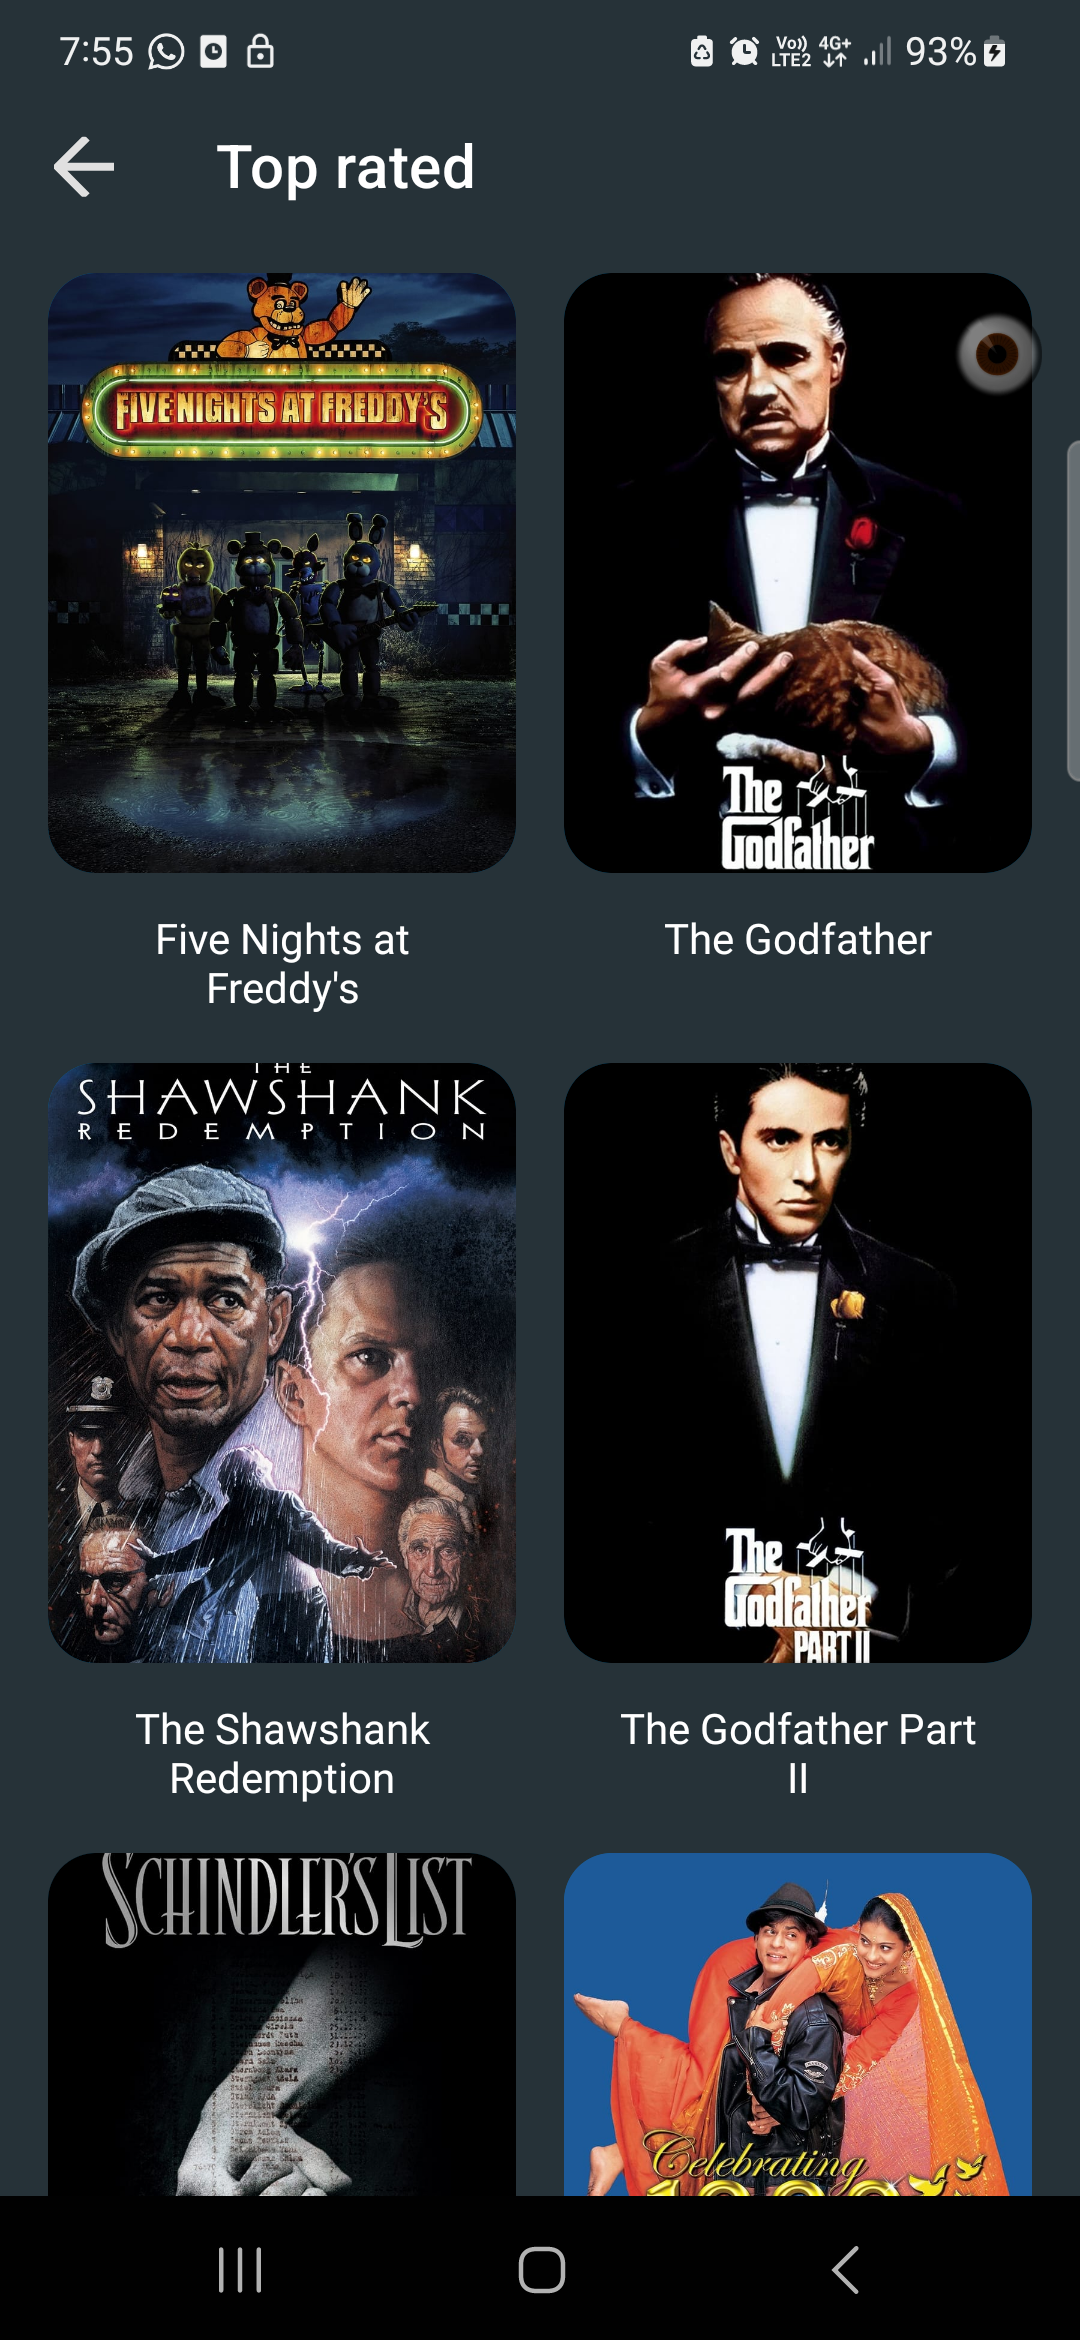 7:55
Vo)) LTE2 4G+ 93%
Top rated
FIVE NIGHTS AT FREDDY'S
The
Godfather
Five Nights at
Freddy's
The Godfather
THE
SHAWSHANK
REDEMPTION
The
Godfather
PART II
The Shawshank
Redemption
The Godfather Part
II
SCHINDLER'S LIST
Celebrating